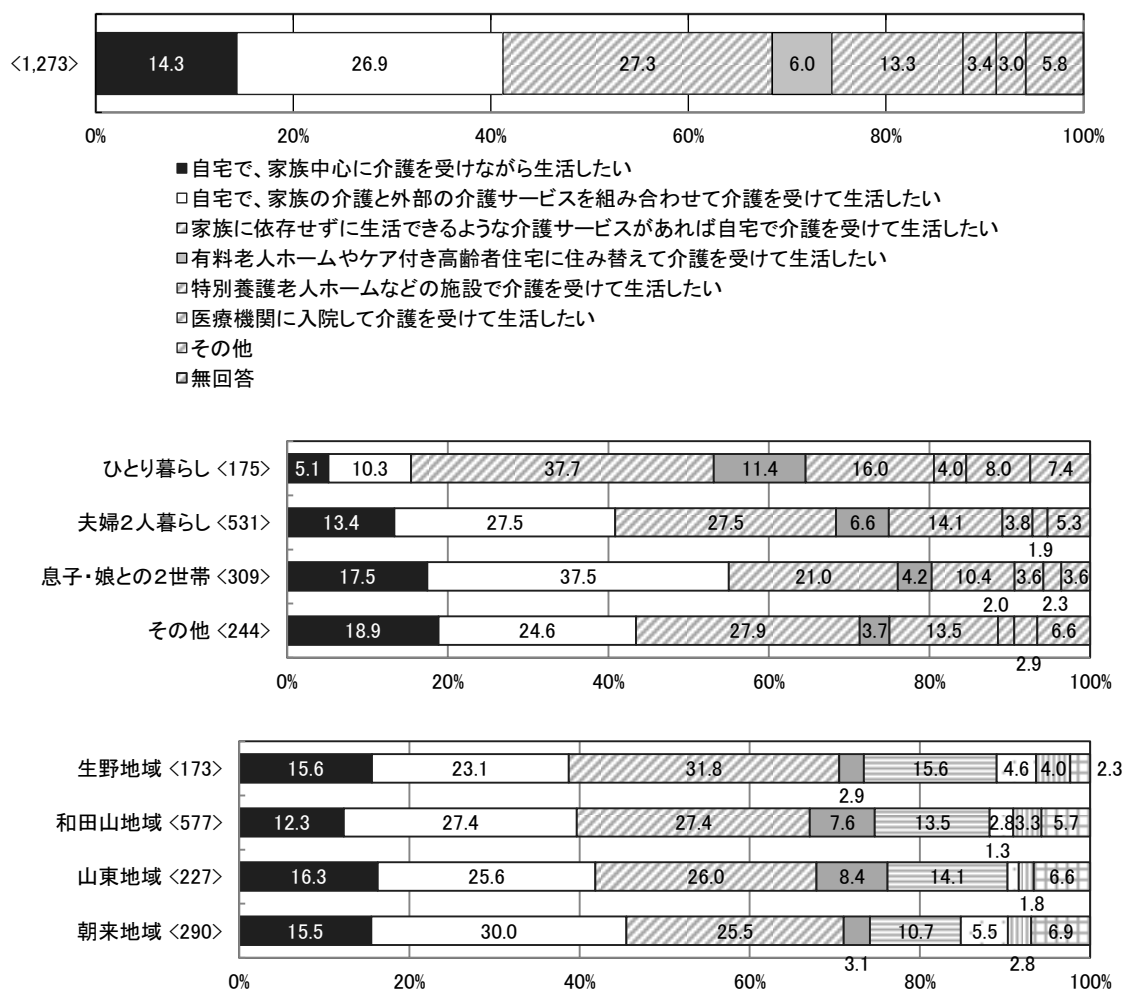 <1,273> 14.3 26.9 27.3 6.0 13.3 3.4 3.0 5.8
0% 20% 40% 60% 80% 100%
自宅で、家族中心に介護を受けながら生活したい
自宅で、家族の介護と外部の介護サービスを組み合わせて介護を受けて生活したい
家族に依存せずに生活できるような介護サービスがあれば自宅で介護を受けて生活したい
有料老人ホームやケア付き高齢者住宅に住み替えて介護を受けて生活したい
特別養護老人ホームなどの施設で介護を受けて生活したい
医療機関に入院して介護を受けて生活したい
その他
無回答
ひとり暮らし <175> 5.1 10.3 37.7 11.4 16.0 4.0 8.0 7.4
夫婦2人暮らし <531> 13.4 27.5 27.5 6.6 14.1 3.8 5.3
1.9
息子・娘との2世帯 <309> 17.5 37.5 21.0 4.2 10.4 3.6 3.6
2.0 2.3
その他 <244> 18.9 24.6 27.9 3.7 13.5 6.6
2.9
0% 20% 40% 60% 80% 100%
生野地域 <173> 15.6 23.1 31.8 15.6 4.6 4.0 2.3
2.9
和田山地域 <577> 12.3 27.4 27.4 7.6 13.5 2.8 3.3 5.7
1.3
山東地域 <227> 16.3 25.6 26.0 8.4 14.1 6.6
1.8
朝来地域 <290> 15.5 30.0 25.5 10.7 5.5 6.9
3.1 2.8
0% 20% 40% 60% 80% 100%